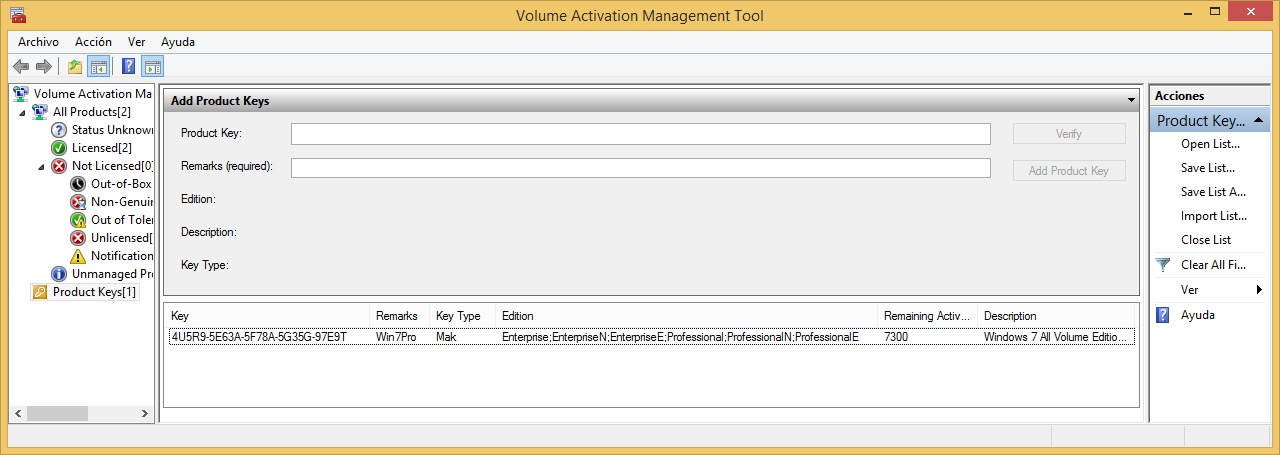 Volume Activation Management Tool
Archivo Acción Ver Ayuda
Volume Activation Ma
All Products[2]
Status Unknown
Licensed[2]
Not Licensed[0]
Out-of-Box
Non-Genuin
Out of Toler
Unlicensed[
Notification
Unmanaged Pro
Product Keys[1]
Add Product Keys
Product Key: Verify
Remarks (required): Add Product Key
Edition:
Description:
Key Type:
Key Remarks Key Type Edition Remaining Activ... Description
4U5R9-5E63A-5F78A-5G35G-97E9T Win7Pro Mak Enterprise;EnterpriseN;EnterpriseE;Professional;ProfessionalN;ProfessionalE 7300 Windows 7 All Volume Editio...
Acciones
Product Key...
Open List...
Save List...
Save List A...
Import List...
Close List
Clear All Fi...
Ver
Ayuda